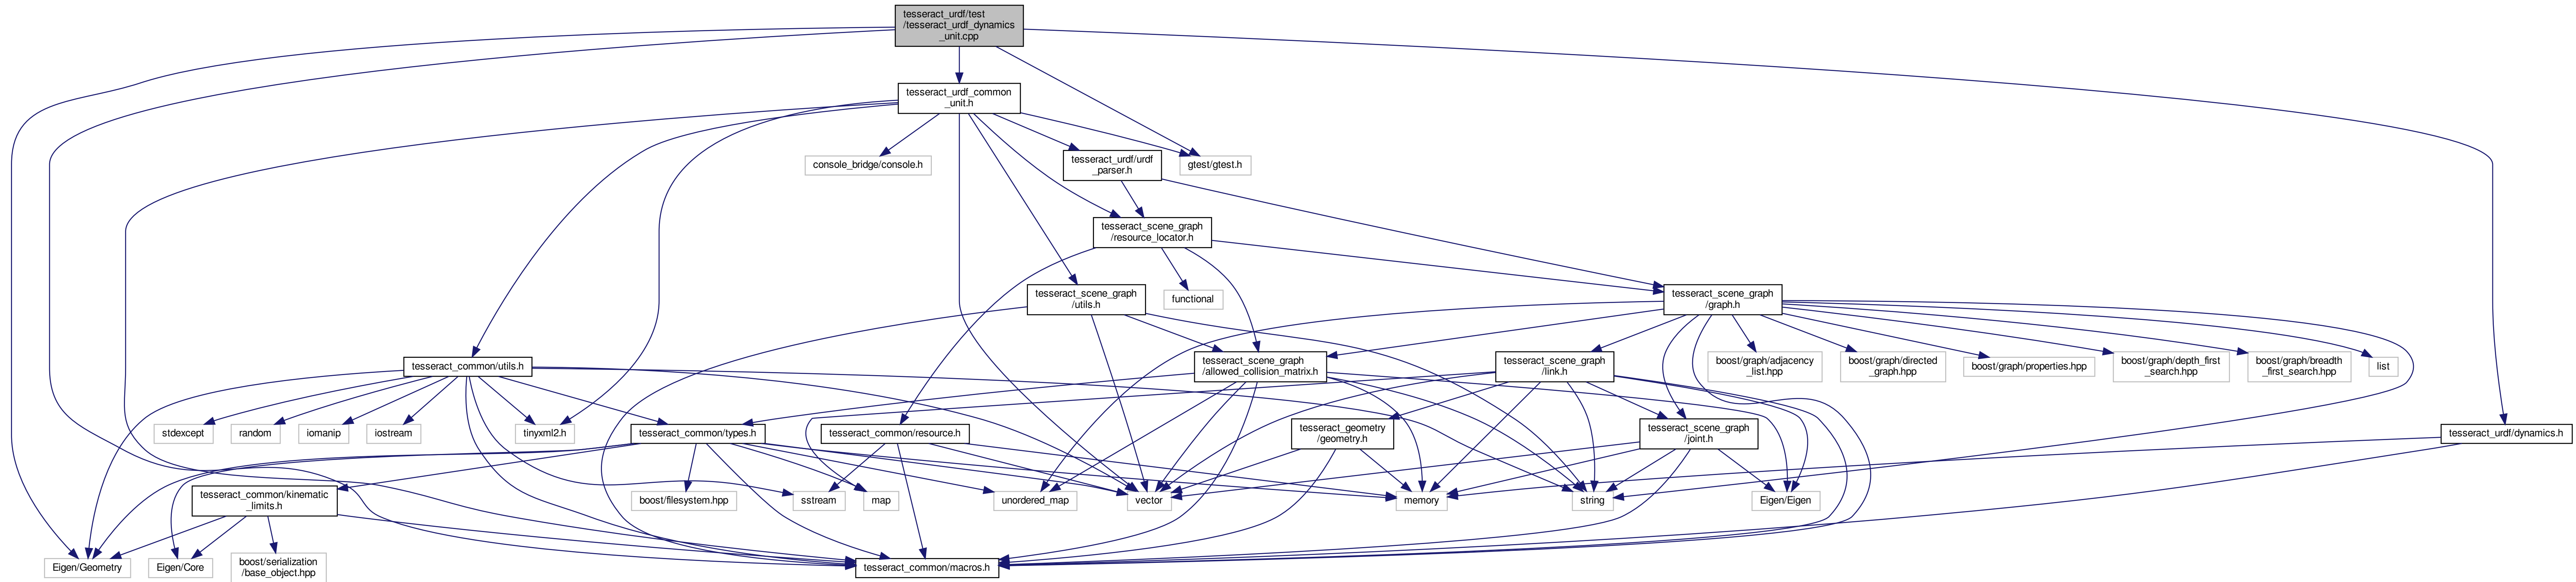 tesseract_urdf/test
/tesseract_urdf_dynamics
_unit.cpp
tesseract_urdf_common
_unit.h
console_bridge/console.h
tesseract_urdf/urdf
_parser.h
gtest/gtest.h
tesseract_scene_graph
/resource_locator.h
tesseract_scene_graph
/utils.h
functional
tesseract_scene_graph
/graph.h
tesseract_common/utils.h
tesseract_scene_graph
/allowed_collision_matrix.h
tesseract_scene_graph
/link.h
boost/graph/adjacency
_list.hpp
boost/graph/directed
_graph.hpp
boost/graph/properties.hpp
boost/graph/depth_first
_search.hpp
boost/graph/breadth
_first_search.hpp
list
stdexcept
random
iomanip
iostream
tinyxml2.h
tesseract_common/types.h
tesseract_common/resource.h
tesseract_geometry
/geometry.h
tesseract_scene_graph
/joint.h
tesseract_urdf/dynamics.h
tesseract_common/kinematic
_limits.h
boost/filesystem.hpp
sstream
map
unordered_map
vector
memory
string
Eigen/Eigen
Eigen/Geometry
Eigen/Core
boost/serialization
/base_object.hpp
tesseract_common/macros.h